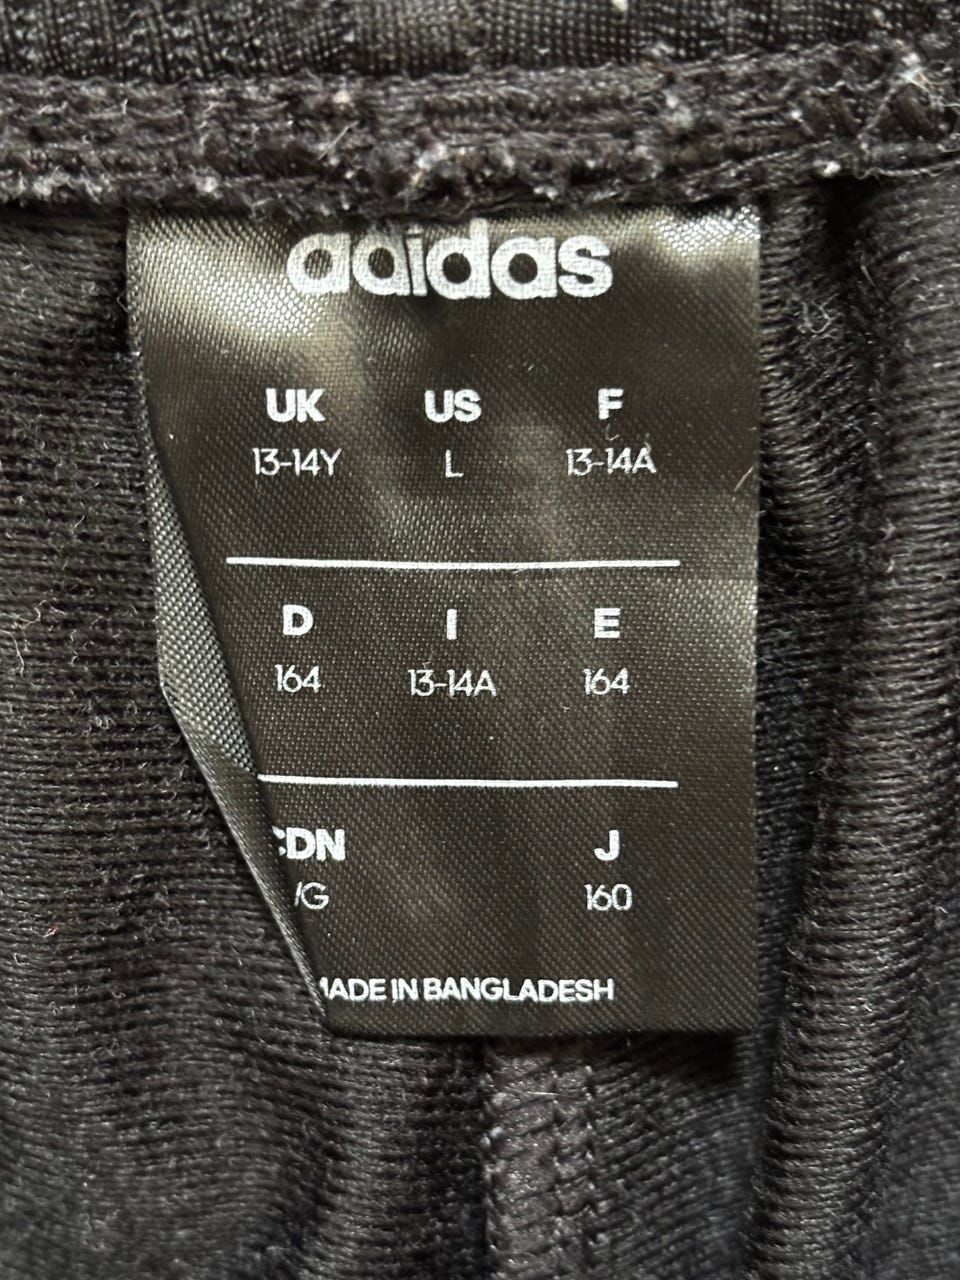 adidas
UK US F
13-14Y L 13-14A
D I E
164 13-14A 164
CDN J
/G 160
MADE IN BANGLADESH